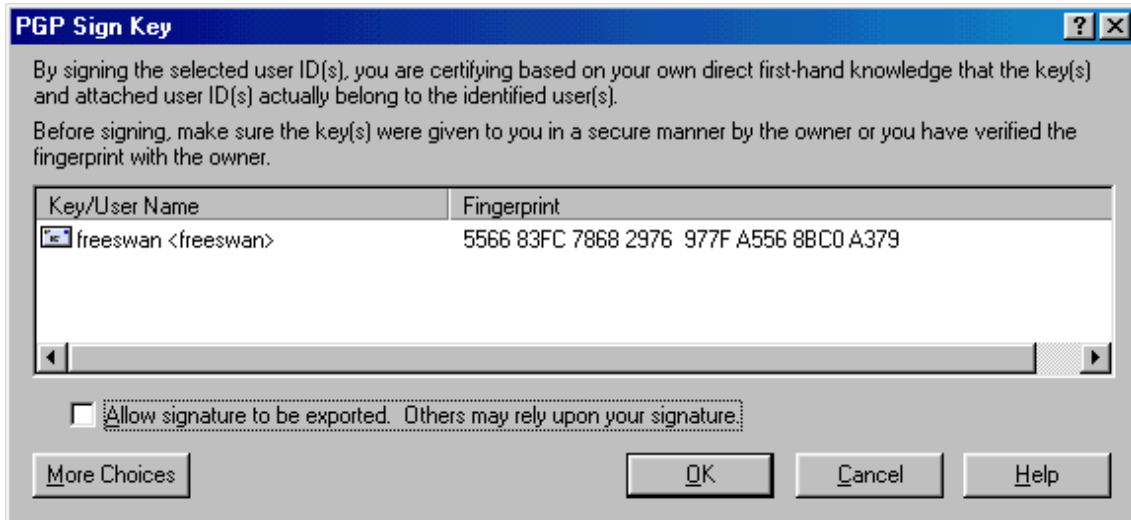 PGP Sign Key
By signing the selected user ID(s), you are certifying based on your own direct first-hand knowledge that the key(s)
and attached user ID(s) actually belong to the identified user(s).
Before signing, make sure the key(s) were given to you in a secure manner by the owner or you have verified the
fingerprint with the owner.
Key/User Name Fingerprint
freeswan <freeswan> 5566 83FC 7868 2976 977F A556 8BC0 A379
Allow signature to be exported. Others may rely upon your signature.
More Choices OK Cancel Help